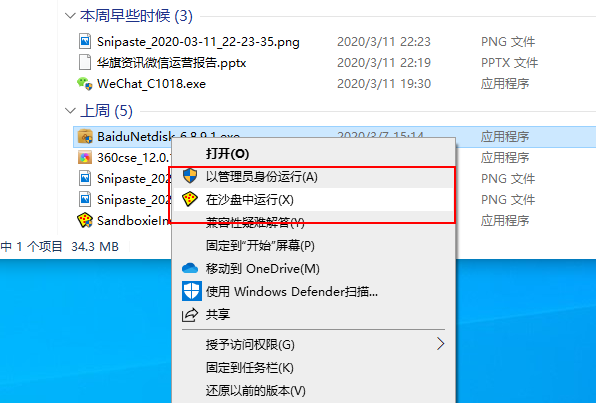 本周早些时候 (3)
Snipaste_2020-03-11_22-23-35.png 2020/3/11 22:23 PNG 文件
华旗资讯微信运营报告.pptx 2020/3/11 22:19 PPTX 文件
WeChat_C1018.exe 2020/3/11 19:30 应用程序
上周 (5)
BaiduNetdisk_6.8.9.1.exe 2020/3/7 15:14 应用程序
360cse_12.0. 应用程序
Snipaste_202 PNG 文件
Snipaste_202 PNG 文件
SandboxieIn 应用程序
中 1 个项目 34.3 MB
打开(O)
以管理员身份运行(A)
在沙盘中运行(X)
兼容性疑难解答(Y)
固定到"开始"屏幕(P)
移动到 OneDrive(M)
使用 Windows Defender扫描...
共享
授予访问权限(G)
固定到任务栏(K)
还原以前的版本(V)